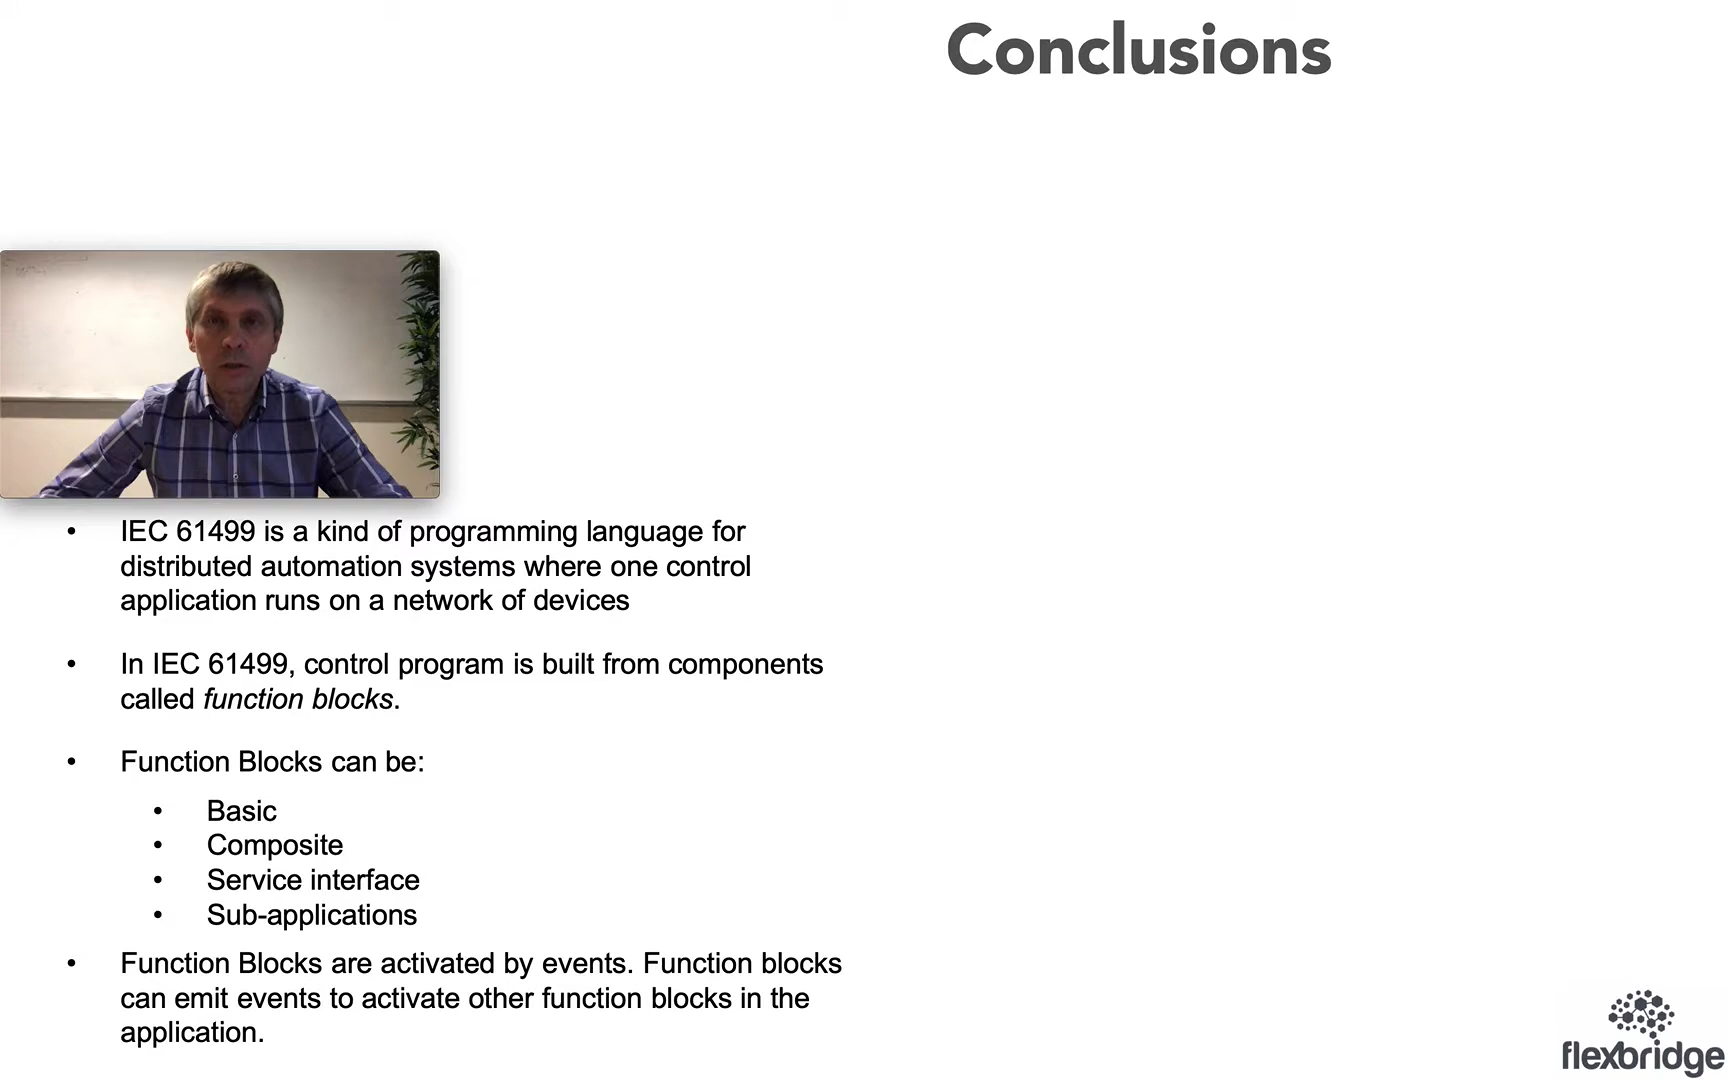 Conclusions
• IEC 61499 is a kind of programming language for
distributed automation systems where one control
application runs on a network of devices
• In IEC 61499, control program is built from components
called function blocks.
• Function Blocks can be:
• Basic
• Composite
• Service interface
• Sub-applications
• Function Blocks are activated by events. Function blocks
can emit events to activate other function blocks in the
application.
flexbridge